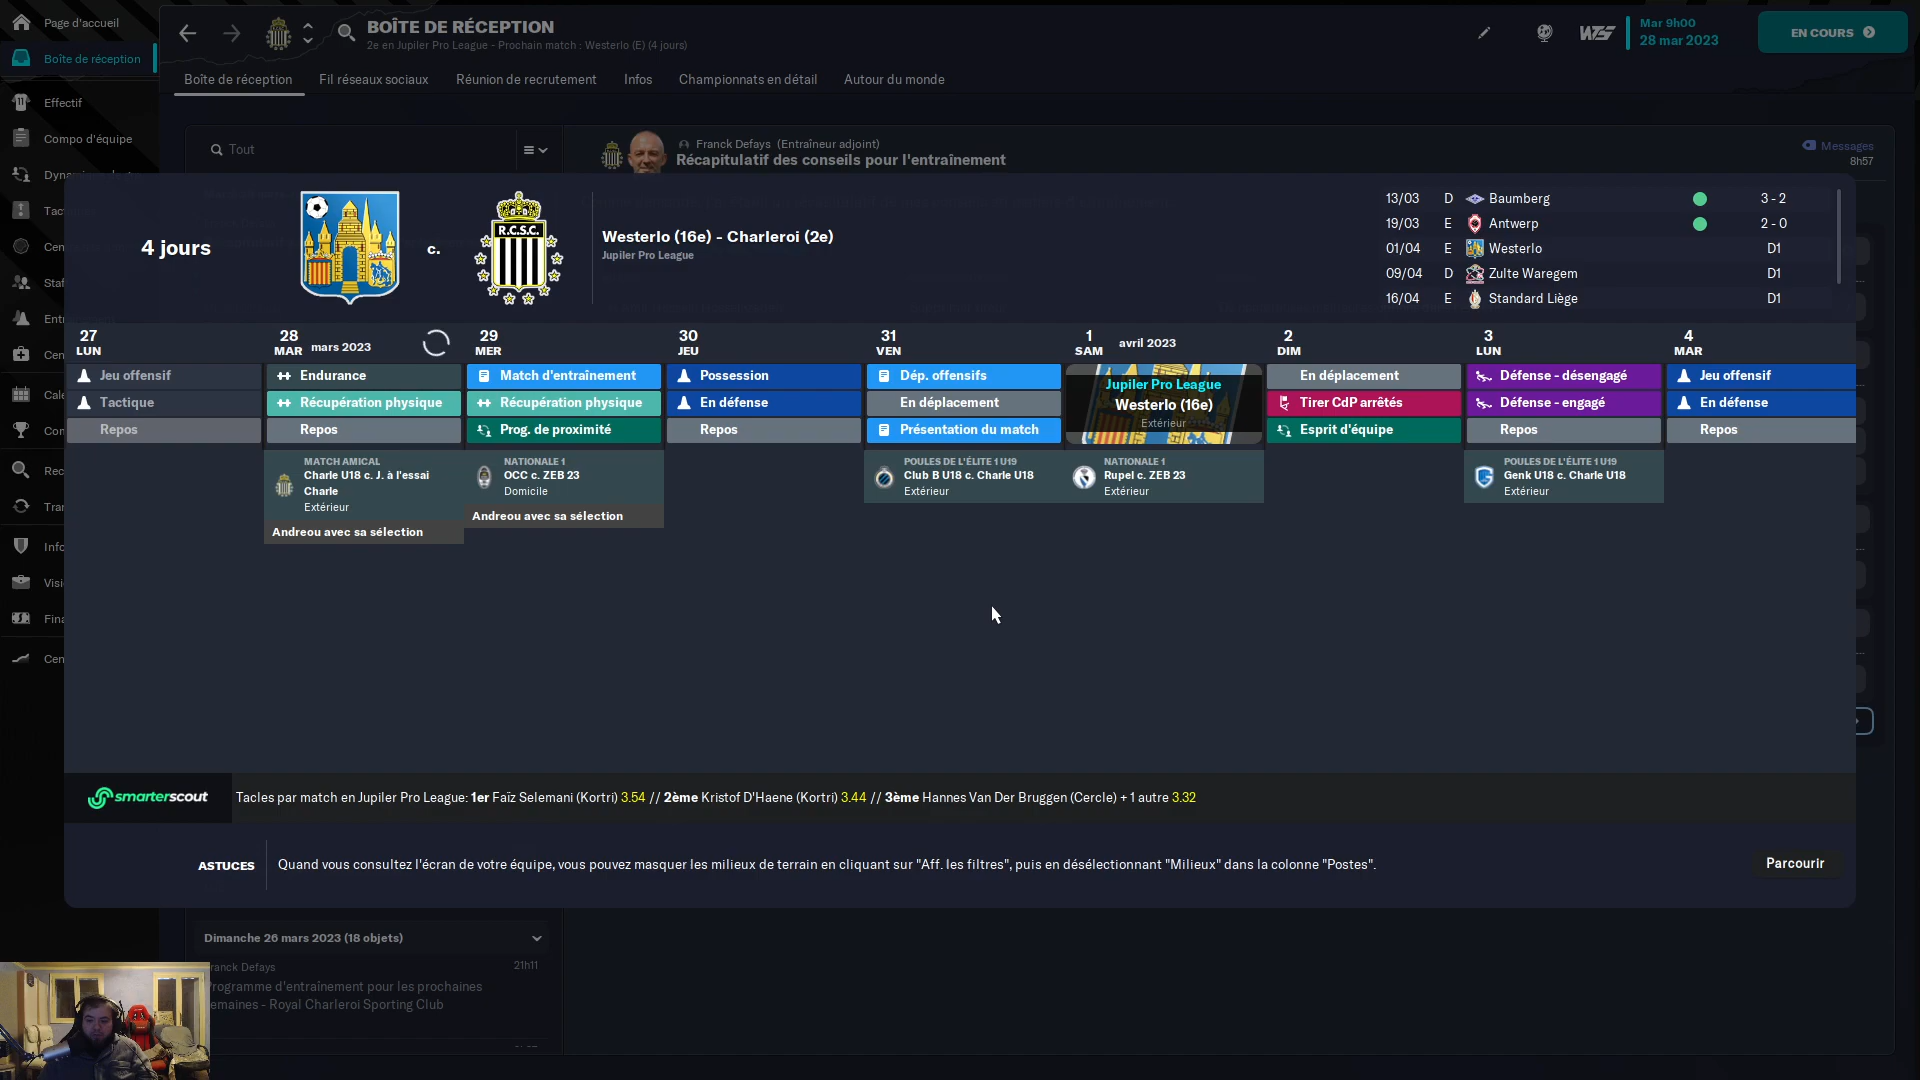 Page d'accueil
Boîte de réception
Effectif
Compo d'équipe
BOÎTE DE RÉCEPTION
2e en Jupiler Pro League - Prochain match : Westerlo (E) (4 jours)
Mar 9h00
28 mar 2023
EN COURS
Boîte de réception
Fil réseaux sociaux
Réunion de recrutement
Infos
Championnats en détail
Autour du monde
Tout
Franck Defays (Entraîneur adjoint)
Récapitulatif des conseils pour l'entraînement
Messages
8h57
4 jours
c.
R.C.S.C.
Westerlo (16e) - Charleroi (2e)
Jupiler Pro League
13/03 D Baumberg 3 - 2
19/03 E Antwerp 2 - 0
01/04 E Westerlo D1
09/04 D Zulte Waregem D1
16/04 E Standard Liège D1
27
LUN
28
MAR mars 2023
29
MER
30
JEU
31
VEN
1
SAM avril 2023
2
DIM
3
LUN
4
MAR
Jeu offensif
Tactique
Repos
Endurance
Récupération physique
Repos
Match d'entraînement
Récupération physique
Prog. de proximité
Possession
En défense
Repos
Dép. offensifs
En déplacement
Présentation du match
Jupiler Pro League
Westerlo (16e)
Extérieur
En déplacement
Tirer CdP arrêtés
Esprit d'équipe
Défense - désengagé
Défense - engagé
Repos
Jeu offensif
En défense
Repos
MATCH AMICAL
Charle U18 c. J. à l'essai
Charle
Extérieur
Andreou avec sa sélection
NATIONALE 1
OCC c. ZEB 23
Domicile
Andreou avec sa sélection
POULES DE L'ÉLITE 1 U19
Club B U18 c. Charle U18
Extérieur
NATIONALE 1
Rupel c. ZEB 23
Extérieur
POULES DE L'ÉLITE 1 U19
Genk U18 c. Charle U18
Extérieur
smarterscout
Tacles par match en Jupiler Pro League: 1er Faïz Selemani (Kortri) 3.54 // 2ème Kristof D'Haene (Kortri) 3.44 // 3ème Hannes Van Der Bruggen (Cercle) + 1 autre 3.32
ASTUCES
Quand vous consultez l'écran de votre équipe, vous pouvez masquer les milieux de terrain en cliquant sur "Aff. les filtres", puis en désélectionnant "Milieux" dans la colonne "Postes".
Parcourir
Dimanche 26 mars 2023 (18 objets)
Franck Defays
21h11
Programme d'entraînement pour les prochaines
semaines - Royal Charleroi Sporting Club